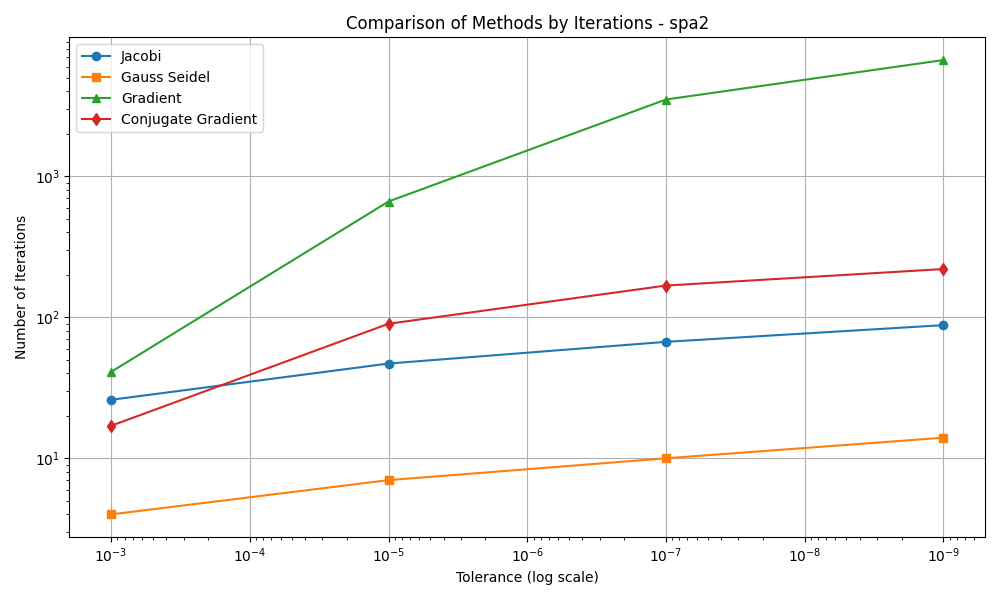 Comparison of Methods by Iterations - spa2
Jacobi
Gauss Seidel
Gradient
Conjugate Gradient
Number of Iterations
10³
10²
10¹
10⁻³ 10⁻⁴ 10⁻⁵ 10⁻⁶ 10⁻⁷ 10⁻⁸ 10⁻⁹
Tolerance (log scale)